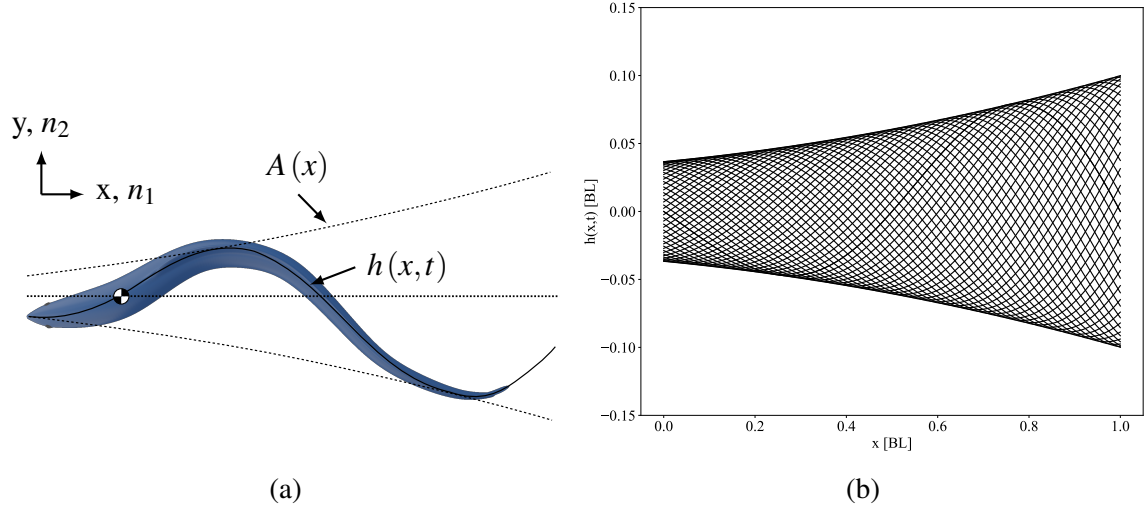 y, n₂
x, n₁
A (x)
h (x, t)
(a)
0.15
0.10
0.05
0.00
−0.05
−0.10
−0.15
h(x,t) [BL]
0.0 0.2 0.4 0.6 0.8 1.0
x [BL]
(b)